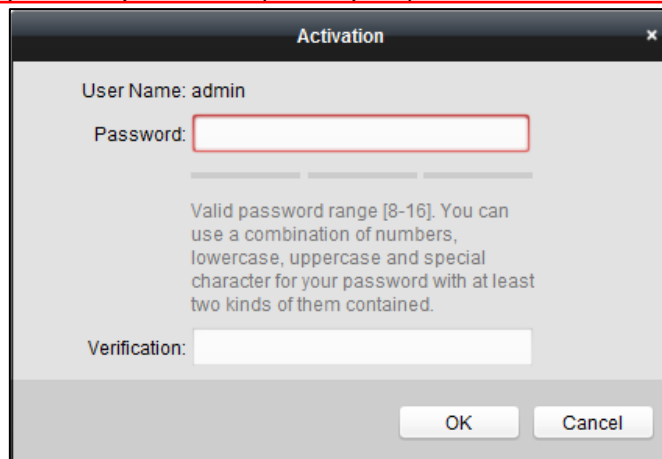 Activation
×
User Name: admin
Password:
Valid password range [8-16]. You can
use a combination of numbers,
lowercase, uppercase and special
character for your password with at least
two kinds of them contained.
Verification:
OK Cancel